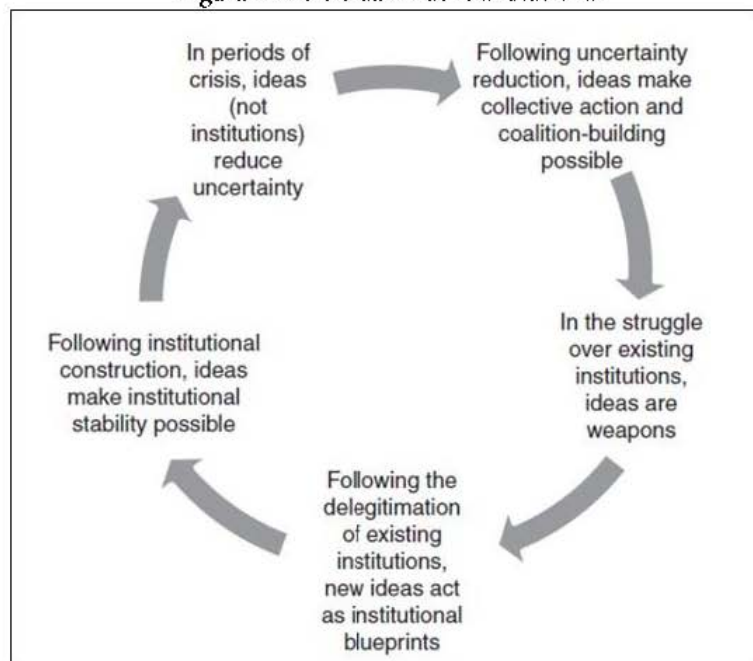 In periods of
crisis, ideas
(not
institutions)
reduce
uncertainty
Following uncertainty
reduction, ideas make
collective action and
coalition-building
possible
In the struggle
over existing
institutions,
ideas are
weapons
Following the
delegitimation
of existing
institutions,
new ideas act
as institutional
blueprints
Following institutional
construction, ideas
make institutional
stability possible